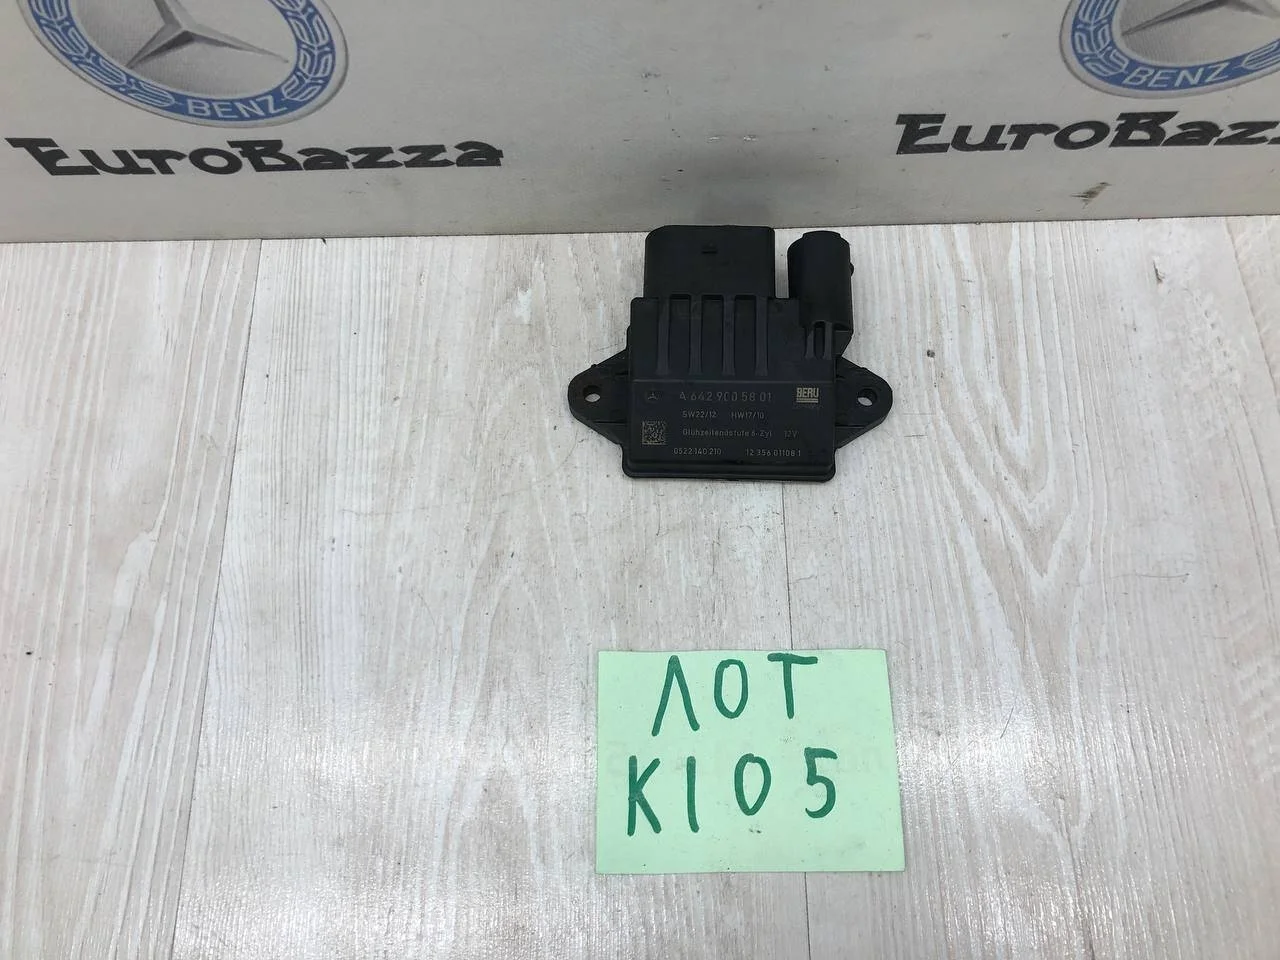 BENZ
EuroBazza
BENZ
EuroBazza
A 642 900 58 01
BERU
SW22/12 HW17/10
Glühzeitendstufe 6-Zyl 12V
0522 140 210 12 356 01108 1
ЛОТ
K105